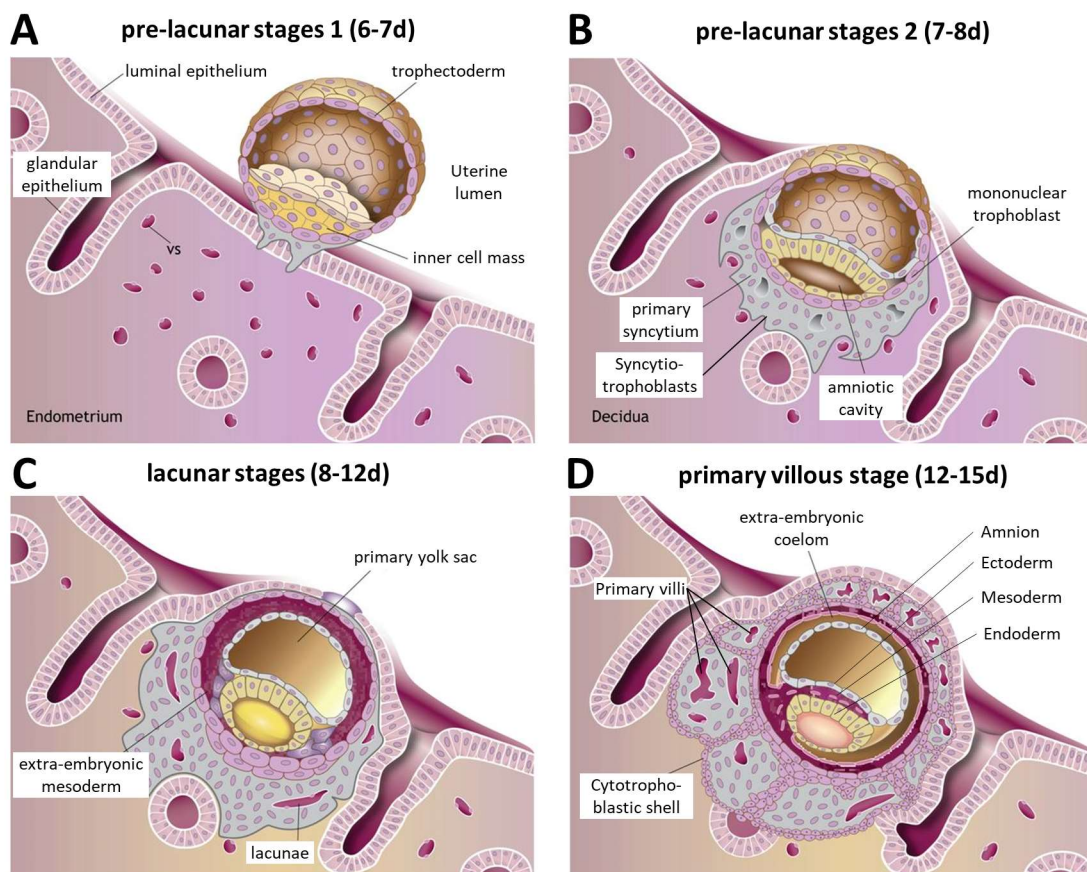 A
pre-lacunar stages 1 (6-7d)
luminal epithelium
trophectoderm
glandular
epithelium
Uterine
lumen
vs
inner cell mass
Endometrium
B
pre-lacunar stages 2 (7-8d)
mononuclear
trophoblast
primary
syncytium
Syncytio-
trophoblasts
amniotic
cavity
Decidua
C
lacunar stages (8-12d)
primary yolk sac
extra-embryonic
mesoderm
lacunae
D
primary villous stage (12-15d)
extra-embryonic
coelom
Amnion
Ectoderm
Primary villi
Mesoderm
Endoderm
Cytotropho-
blastic shell